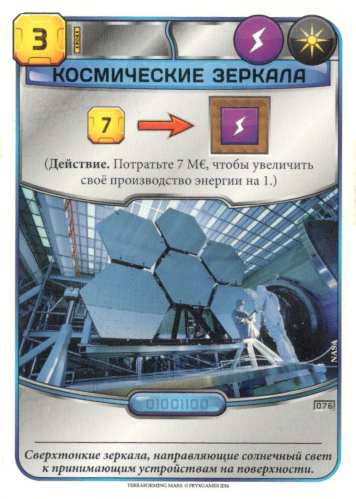 3
КОСМИЧЕСКИЕ ЗЕРКАЛА
7
(Действие. Потратьте 7 М€, чтобы увеличить
своё производство энергии на 1.)
NASA
01001100
076
Сверхтонкие зеркала, направляющие солнечный свет
к принимающим устройствам на поверхности.
TERRAFORMING MARS © FRYXGAMES 2016